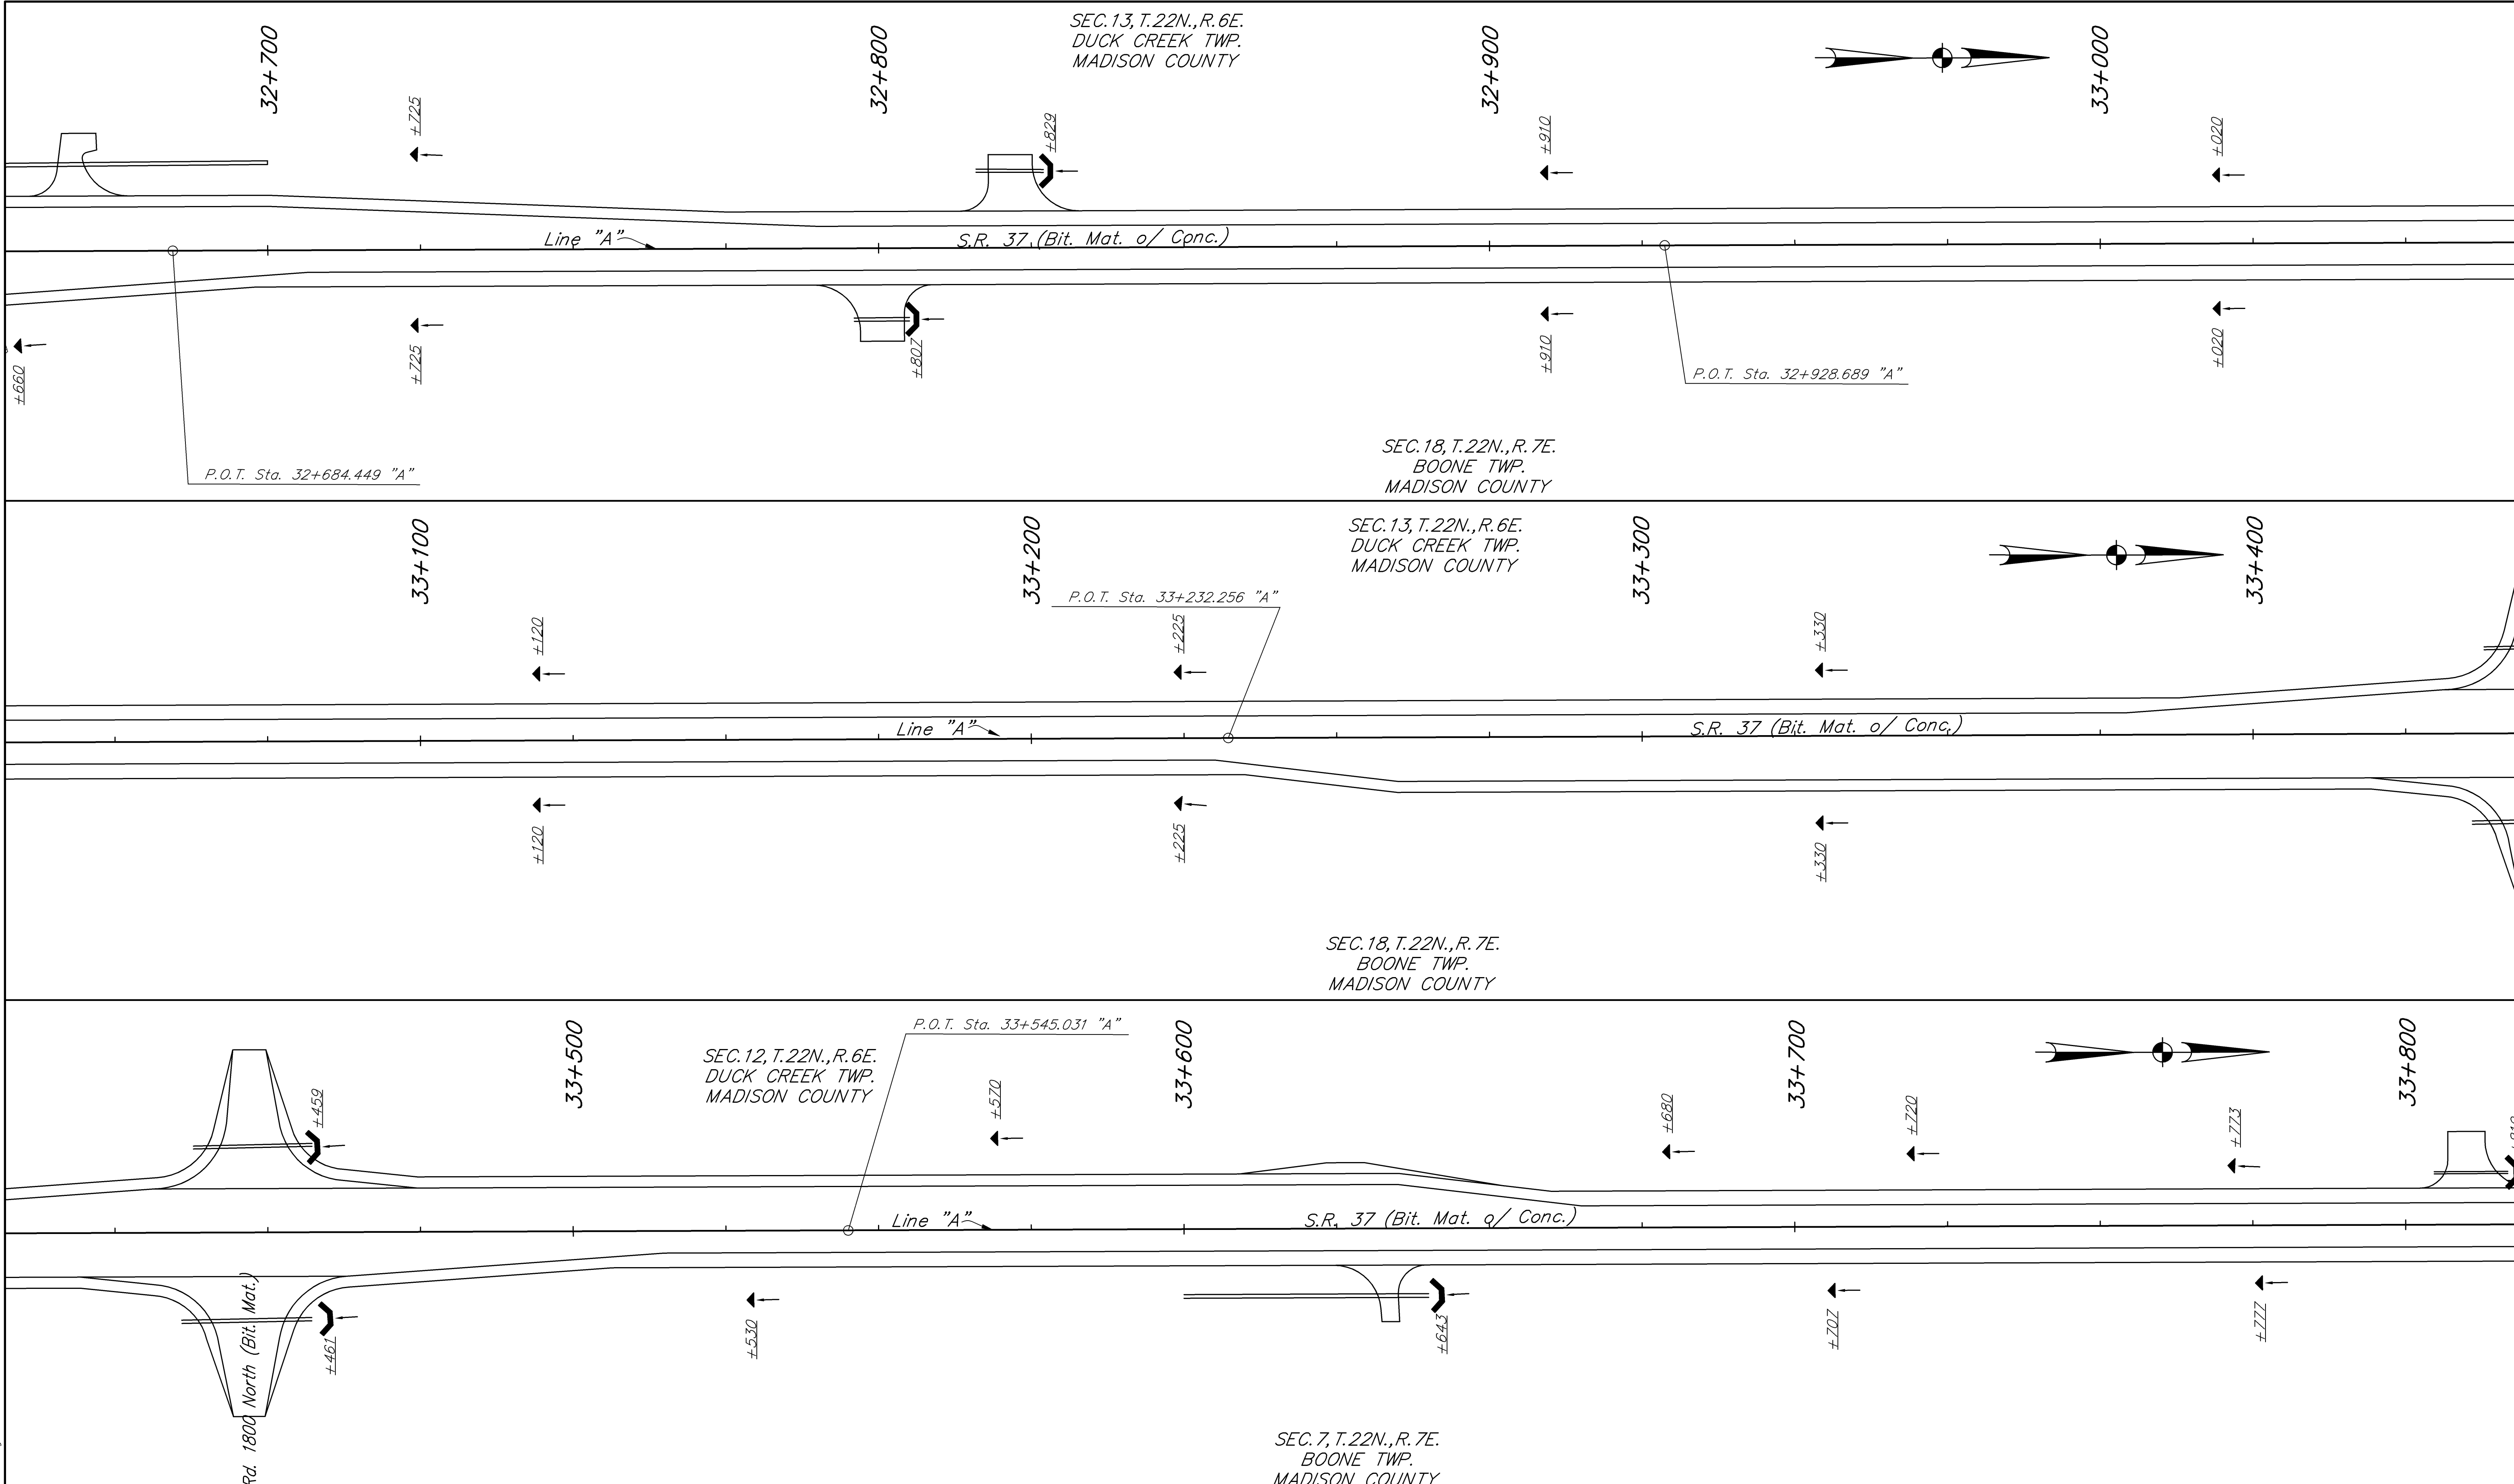 SEC.13, T.22N.,R.6E.
DUCK CREEK TWP.
MADISON COUNTY
32+700
32+800
32+900
33+000
+725
+829
+910
+020
Line "A"
S.R. 37 (Bit. Mat. o/ Conc.)
+660
+725
+807
+910
+020
P.O.T. Sta. 32+928.689 "A"
P.O.T. Sta. 32+684.449 "A"
SEC.18, T.22N.,R.7E.
BOONE TWP.
MADISON COUNTY
33+100
33+200
33+300
33+400
SEC.13, T.22N.,R.6E.
DUCK CREEK TWP.
MADISON COUNTY
P.O.T. Sta. 33+232.256 "A"
+120
+225
+330
Line "A"
S.R. 37 (Bit. Mat. o/ Conc.)
+120
+225
+330
SEC.18, T.22N.,R.7E.
BOONE TWP.
MADISON COUNTY
P.O.T. Sta. 33+545.031 "A"
33+500
33+600
33+700
33+800
SEC.12, T.22N.,R.6E.
DUCK CREEK TWP.
MADISON COUNTY
+459
+570
+680
+720
+773
Line "A"
S.R. 37 (Bit. Mat. o/ Conc.)
+461
+530
+643
+707
+777
Rd. 1800 North (Bit. Mat.)
SEC.7, T.22N.,R.7E.
BOONE TWP.
MADISON COUNTY